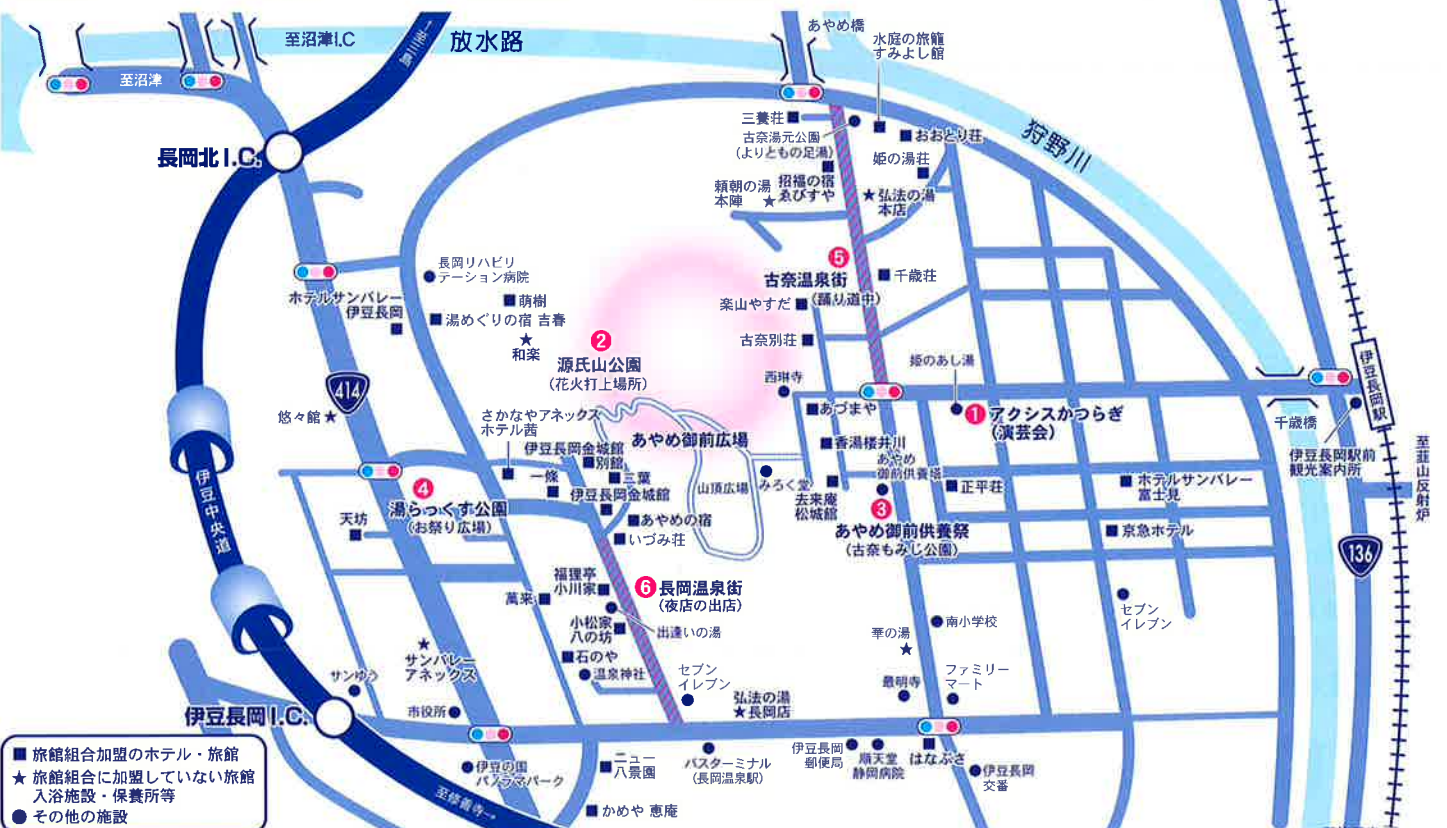 至沼津I.C
←至三島
放水路
あやめ橋
水庭の旅籠
すみよし館
至沼津
長岡北I.C.
三養荘
古奈湯元公園
(よりともの足湯)
おおとり荘
狩野川
姫の湯荘
頼朝の湯
本陣
招福の宿
ゑびすや
弘法の湯
本店
長岡リハビリ
テーション病院
5
古奈温泉街
(踊り道中)
千歳荘
ホテルサンバレー
伊豆長岡
萌樹
湯めぐりの宿 吉春
和楽
楽山やすだ
古奈別荘
2
源氏山公園
(花火打上場所)
姫のあし湯
伊豆長岡駅
西琳寺
414
悠々館
さかなやアネックス
ホテル茜
あづまや
1
アクシスかつらぎ
(演芸会)
千歳橋
あやめ御前広場
伊豆長岡金城館
別館
香湯楼井川
あやめ
御前供養塔
伊豆長岡駅前
観光案内所
至韮山反射炉
一條
三葉
伊豆長岡金城館
山頂広場
みろく堂
去来庵
松城館
正平荘
ホテルサンバレー
富士見
4
湯らっくす公園
(お祭り広場)
天坊
あやめの宿
いづみ荘
3
あやめ御前供養祭
(古奈もみじ公園)
京急ホテル
伊豆中央道
136
福狸亭
小川家
萬来
6
長岡温泉街
(夜店の出店)
小松家
八の坊
出逢いの湯
セブン
イレブン
南小学校
華の湯
サンバレー
アネックス
石のや
温泉神社
セブン
イレブン
ファミリー
マート
最明寺
サンゆう
弘法の湯
長岡店
市役所
伊豆長岡I.C.
旅館組合加盟のホテル・旅館
旅館組合に加盟していない旅館
入浴施設・保養所等
その他の施設
伊豆の国
パノラマパーク
至修善寺→
ニュー
八景園
バスターミナル
(長岡温泉駅)
伊豆長岡
郵便局
順天堂
静岡病院
はなぶさ
伊豆長岡
交番
かめや 恵庵